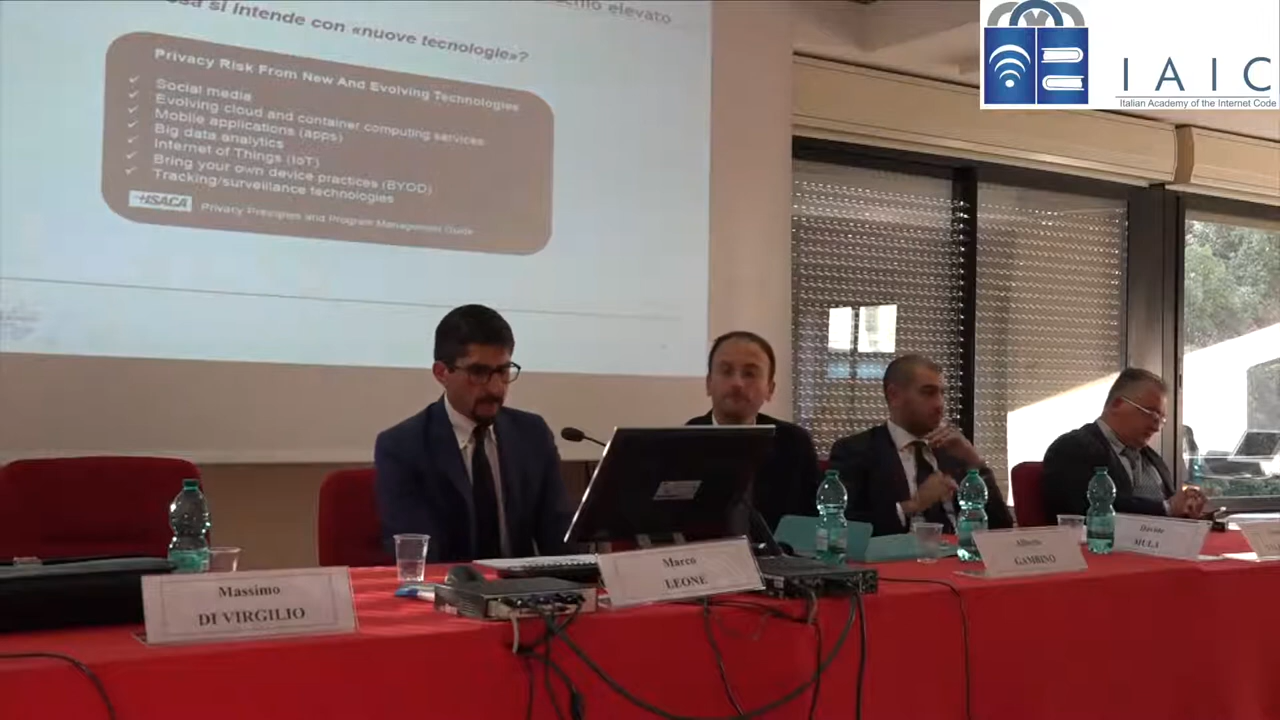 elevato
si intende con «nuove tecnologie»?
Privacy Risk From New And Evolving Technologies
✓ Social media
✓ Evolving cloud and container computing services
✓ Mobile applications (apps)
✓ Big data analytics
✓ Internet of Things (IoT)
✓ Bring your own device practices (BYOD)
✓ Tracking/surveillance technologies
ISACA Privacy Principles and Program Management Guide
IAIC
Italian Academy of the Internet Code
Massimo
DI VIRGILIO
Marco
LEONE
Alberto
GAMBINO
Davide
MULA